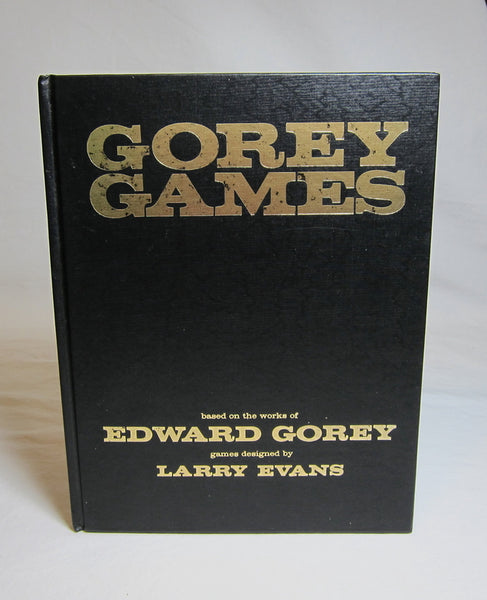 GOREY
GAMES
based on the works of
EDWARD GOREY
games designed by
LARRY EVANS